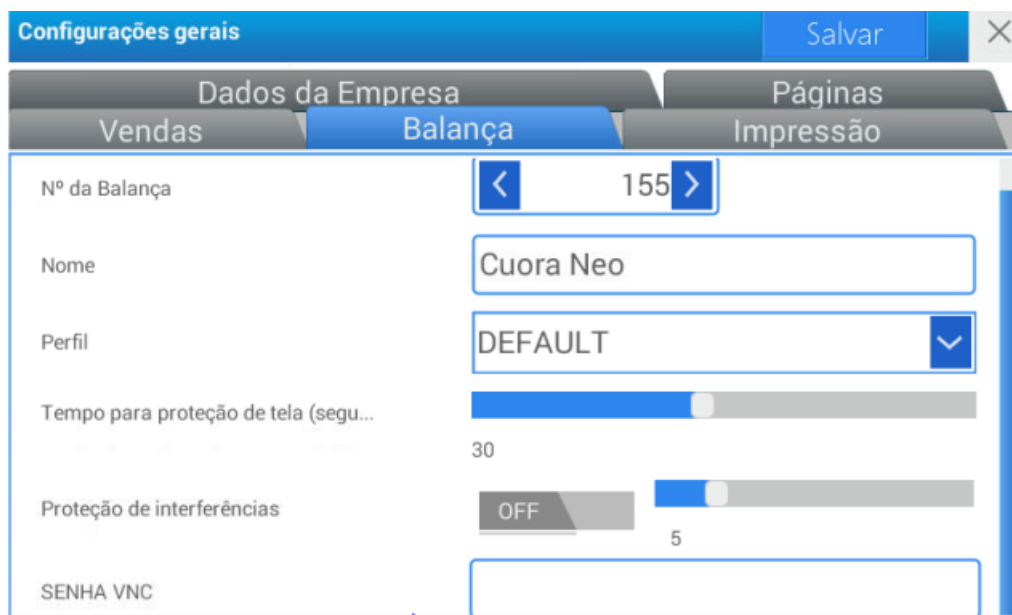 Configurações gerais
Salvar
Dados da Empresa
Páginas
Vendas
Balança
Impressão
Nº da Balança
155
Nome
Cuora Neo
Perfil
DEFAULT
Tempo para proteção de tela (segu...
30
Proteção de interferências
OFF
5
SENHA VNC